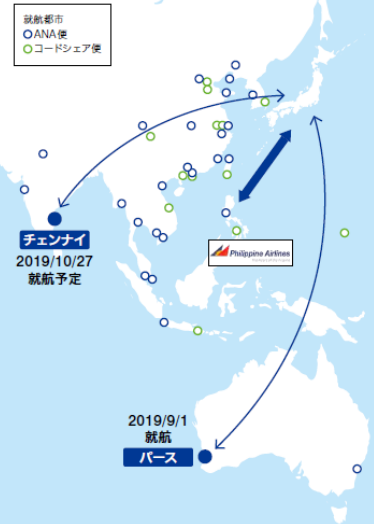 就航都市
ANA便
コードシェア便
チェンナイ
2019/10/27
就航予定
Philippine Airlines
2019/9/1
就航
パース